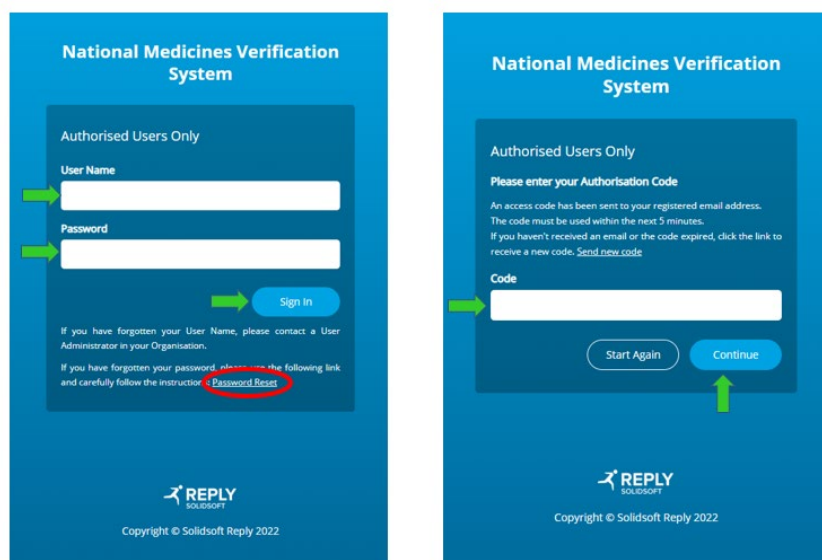 National Medicines Verification
System
Authorised Users Only
User Name
Password
Sign In
If you have forgotten your User Name, please contact a User
Administrator in your Organisation.
If you have forgotten your password, please use the following link
and carefully follow the instructions: Password Reset
REPLY
SOLIDSOFT
Copyright © Solidsoft Reply 2022
National Medicines Verification
System
Authorised Users Only
Please enter your Authorisation Code
An access code has been sent to your registered email address.
The code must be used within the next 5 minutes.
If you haven't received an email or the code expired, click the link to
receive a new code. Send new code
Code
Start Again
Continue
REPLY
SOLIDSOFT
Copyright © Solidsoft Reply 2022